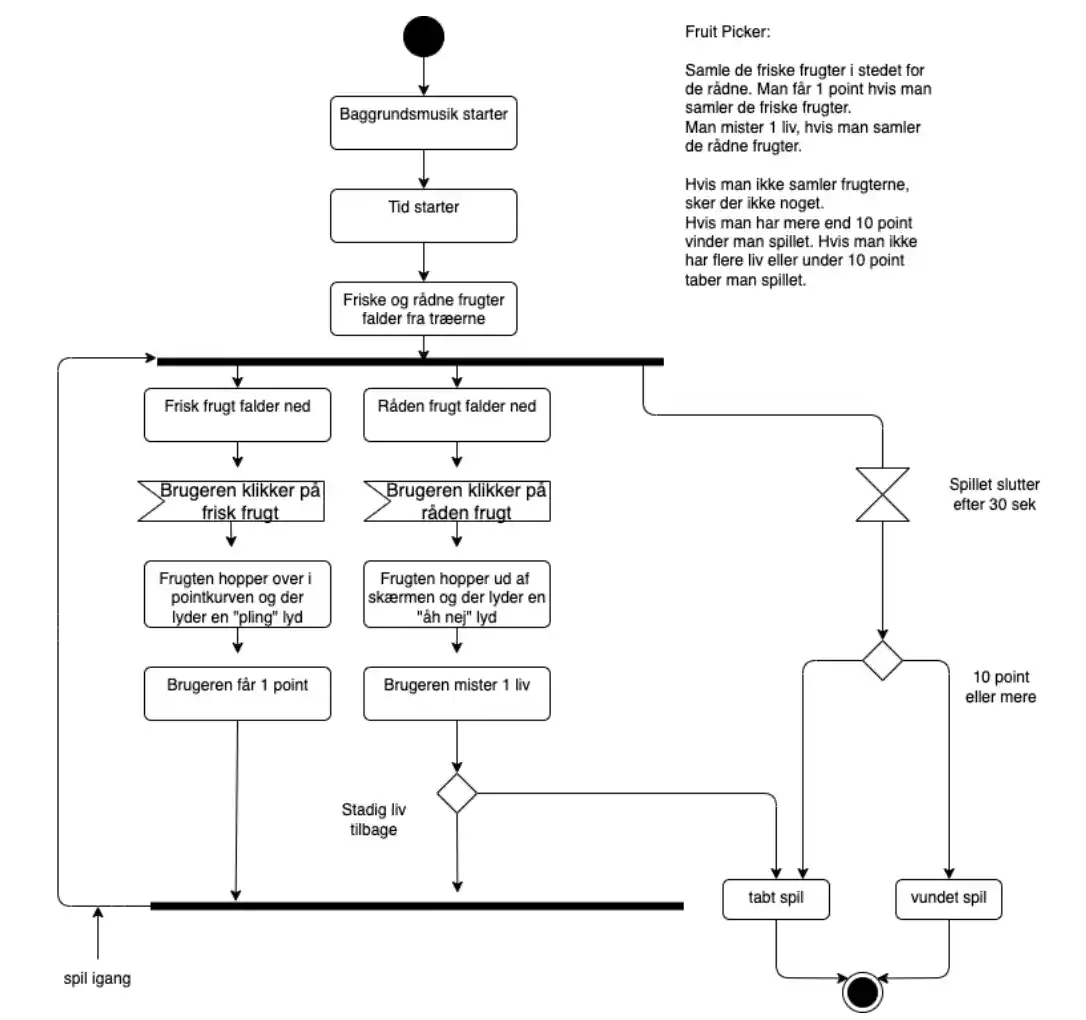 Fruit Picker:
Samle de friske frugter i stedet for
de rådne. Man får 1 point hvis man
samler de friske frugter.
Man mister 1 liv, hvis man samler
de rådne frugter.
Hvis man ikke samler frugterne,
sker der ikke noget.
Hvis man har mere end 10 point
vinder man spillet. Hvis man ikke
har flere liv eller under 10 point
taber man spillet.
Baggrundsmusik starter
Tid starter
Friske og rådne frugter
falder fra træerne
Frisk frugt falder ned
Brugeren klikker på
frisk frugt
Frugten hopper over i
pointkurven og der
lyder en "pling" lyd
Brugeren får 1 point
Råden frugt falder ned
Brugeren klikker på
råden frugt
Frugten hopper ud af
skærmen og der lyder en
"åh nej" lyd
Brugeren mister 1 liv
Stadig liv
tilbage
Spillet slutter
efter 30 sek
10 point
eller mere
tabt spil
vundet spil
spil igang